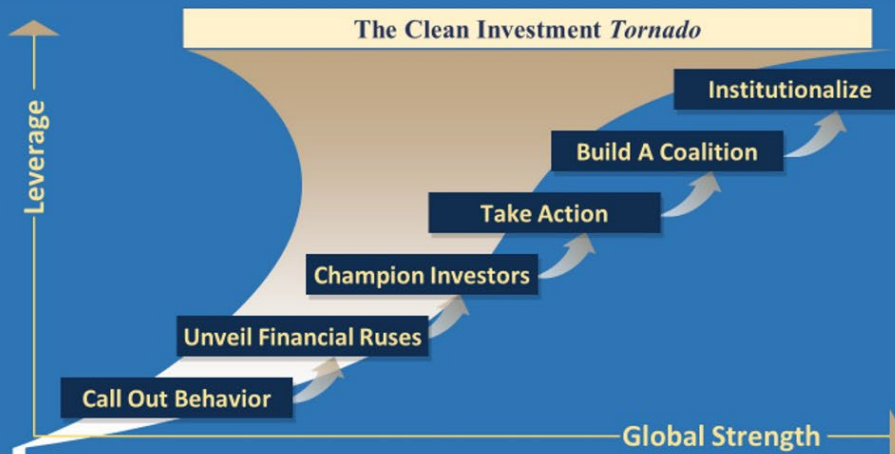 The Clean Investment Tornado
Institutionalize
Build A Coalition
Take Action
Champion Investors
Unveil Financial Ruses
Call Out Behavior
Leverage
Global Strength